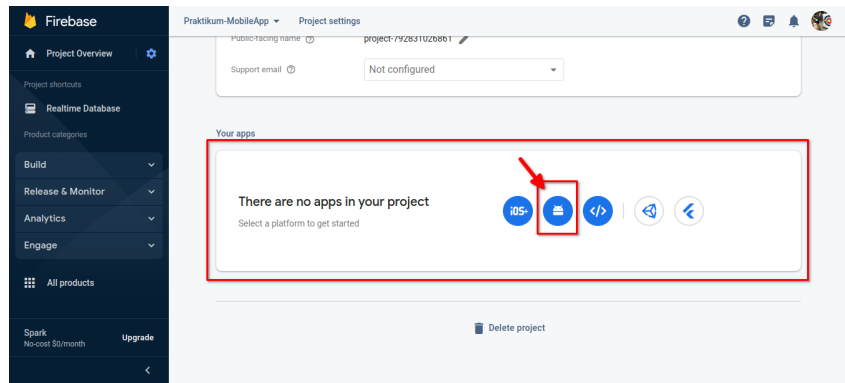 Firebase
Praktikum-MobileApp
Project settings
Project Overview
Project shortcuts
Realtime Database
Product categories
Build
Release & Monitor
Analytics
Engage
All products
Spark
No-cost $0/month
Upgrade
Public-facing name
project-792831026861
Support email
Not configured
Your apps
There are no apps in your project
Select a platform to get started
iOS+
</>
Delete project